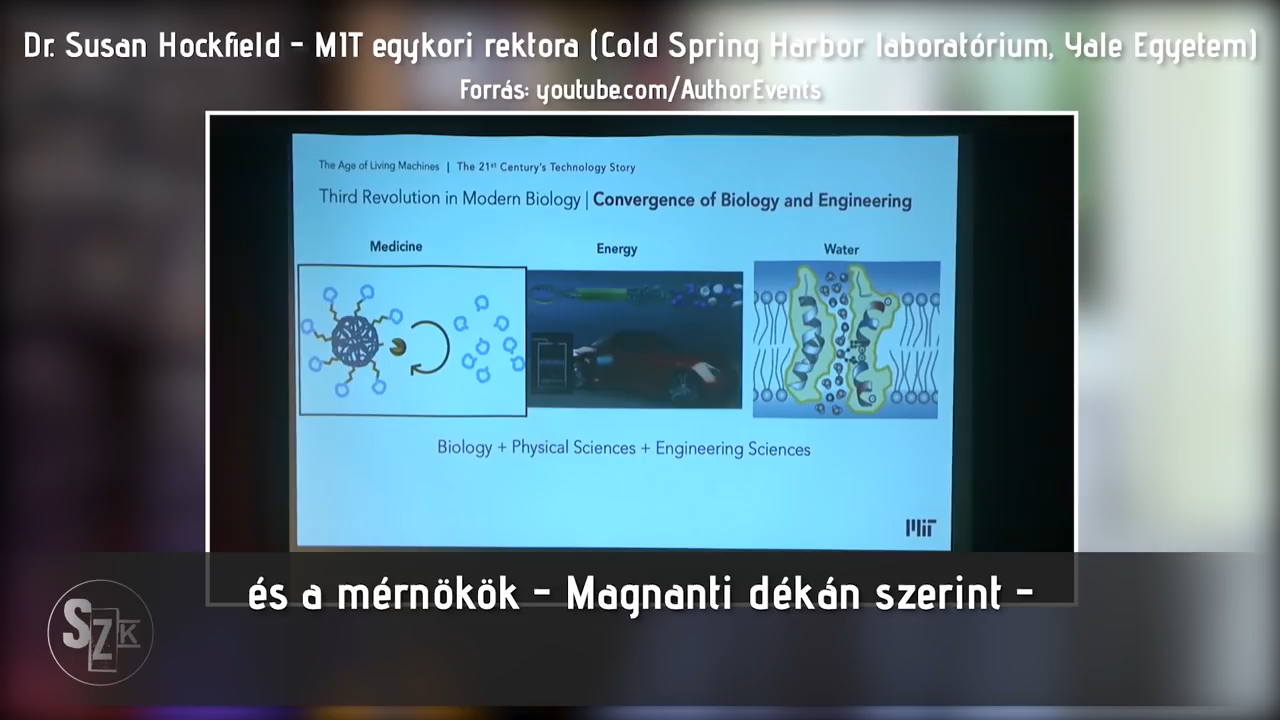 Dr. Susan Hockfield - MIT egykori rektora (Cold Spring Harbor laboratórium, Yale Egyetem)
Forrás: youtube.com/AuthorEvents
The Age of Living Machines | The 21st Century's Technology Story
Third Revolution in Modern Biology | Convergence of Biology and Engineering
Medicine
Energy
Water
Biology + Physical Sciences + Engineering Sciences
MIT
és a mérnökök - Magnanti dékán szerint -
SZK